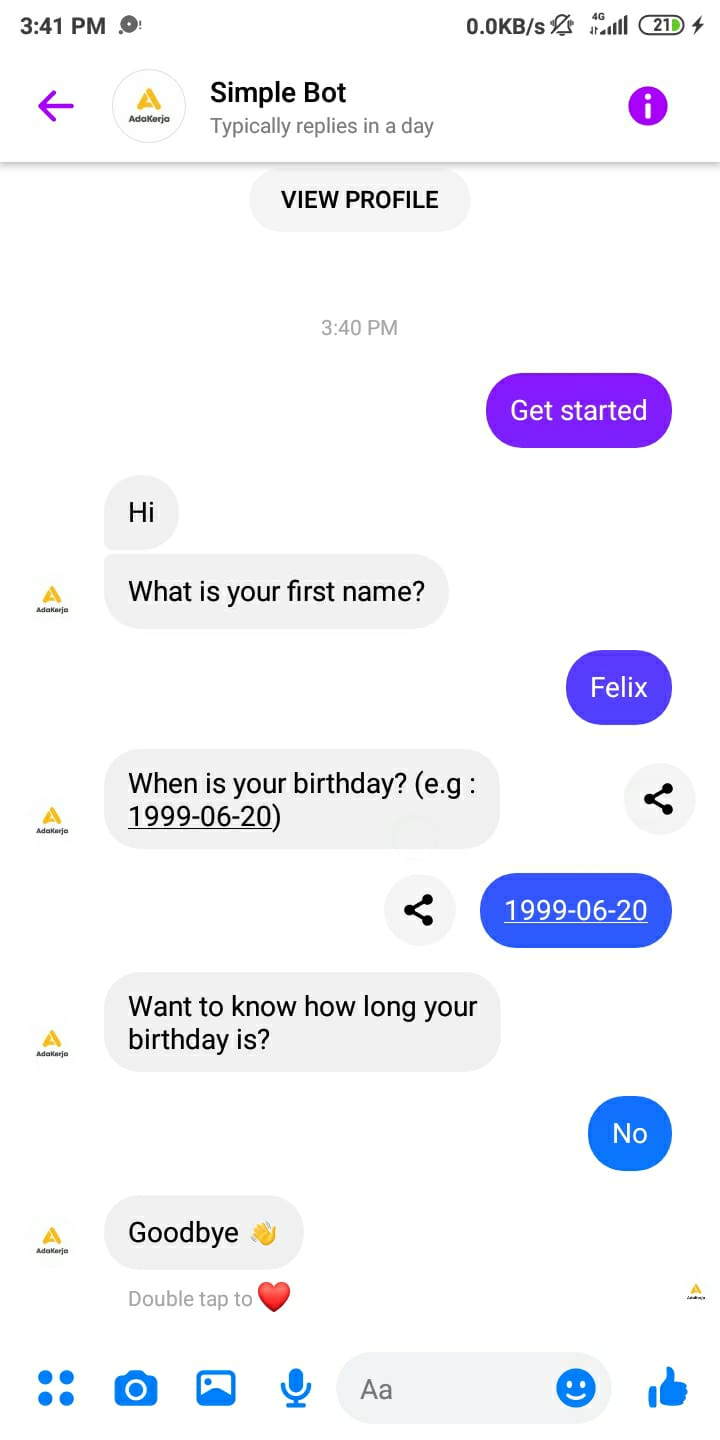 3:41 PM
0.0KB/s 4G 21
Simple Bot
AdaKerja
Typically replies in a day
VIEW PROFILE
3:40 PM
Get started
Hi
What is your first name?
AdaKerja
Felix
When is your birthday? (e.g :
1999-06-20)
AdaKerja
1999-06-20
Want to know how long your
birthday is?
AdaKerja
No
Goodbye 👋
AdaKerja
Double tap to ❤️
AdaKerja
Aa